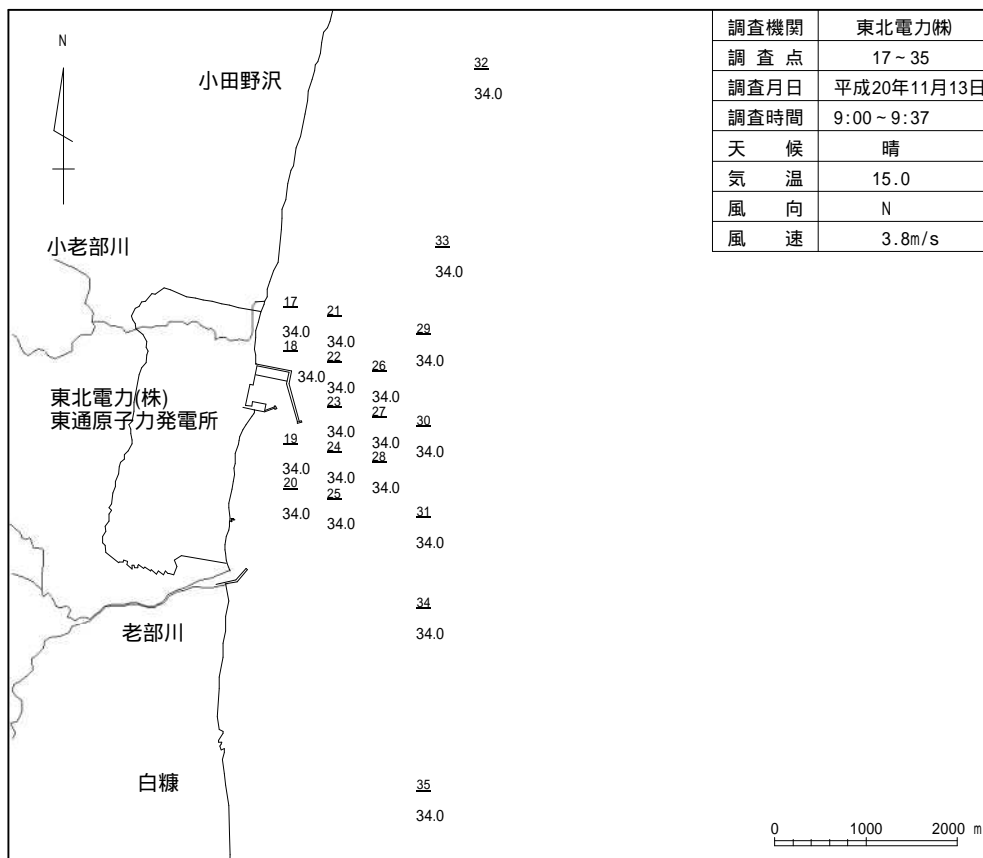 調査機関 東北電力㈱
調査点 17~35
調査月日 平成20年11月13日
調査時間 9:00~9:37
天候 晴
気温 15.0
風向 N
風速 3.8m/s
N
小田野沢
32
34.0
小老部川
33
34.0
17
34.0
21
34.0
29
34.0
18
34.0
22
34.0
26
34.0
東北電力(株)
東通原子力発電所
23
34.0
27
34.0
30
34.0
19
34.0
24
34.0
28
34.0
20
34.0
25
34.0
31
34.0
34
34.0
老部川
白糠
35
34.0
0 1000 2000 m